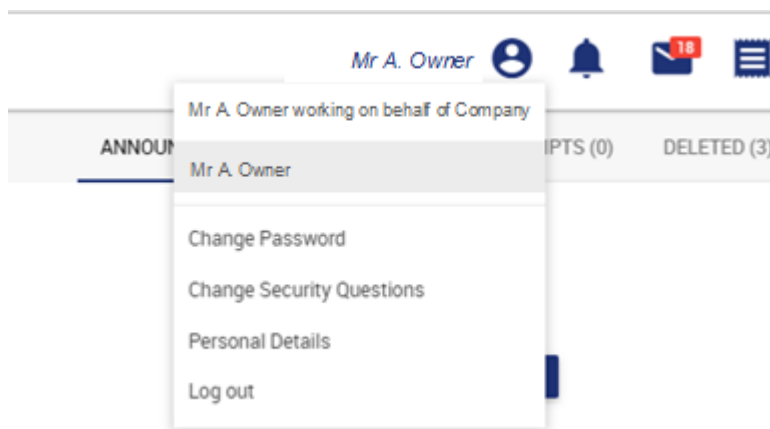 Mr A. Owner
18
Mr A. Owner working on behalf of Company
ANNOUN
IPTS (0)
DELETED (3)
Mr A. Owner
Change Password
Change Security Questions
Personal Details
Log out